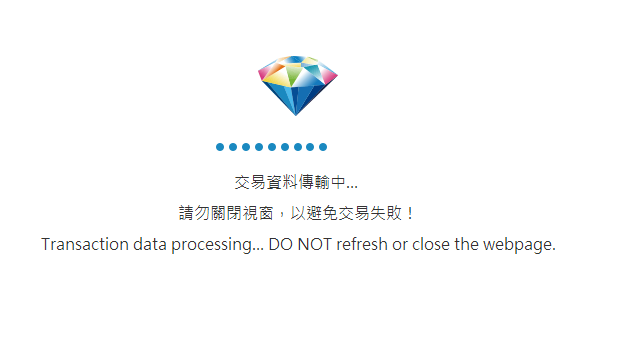 交易資料傳輸中...
請勿關閉視窗，以避免交易失敗！
Transaction data processing... DO NOT refresh or close the webpage.